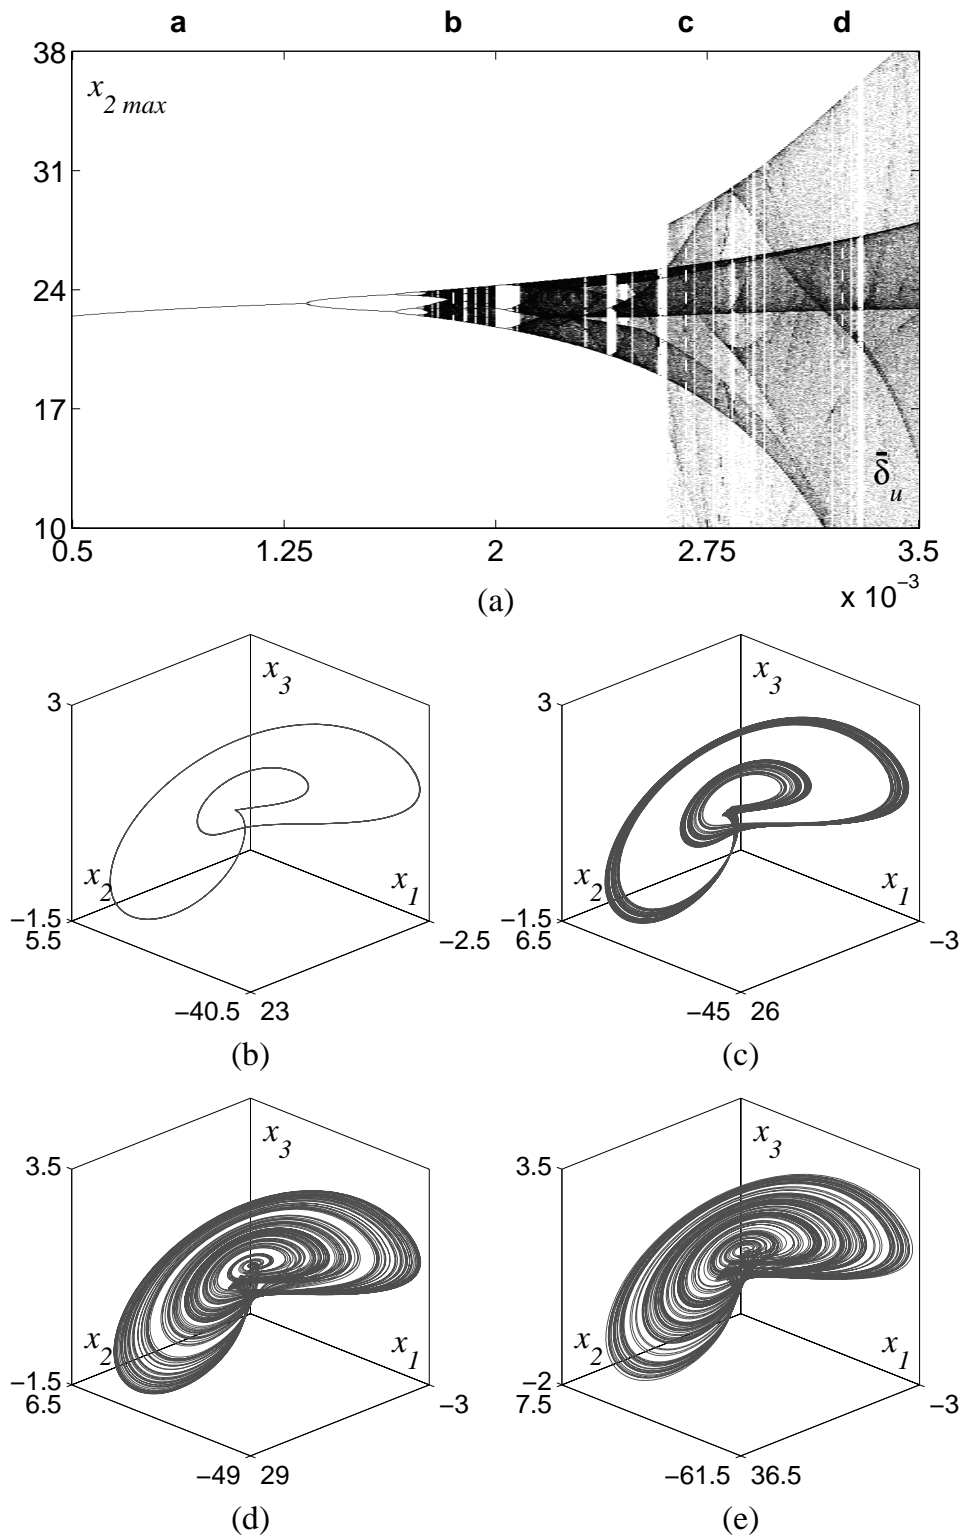 a b c d
38
x2 max
31
24
17
δ̄u
10
0.5 1.25 2 2.75 3.5
(a)
x 10−3
x3 x3
3 3
x2 x1 x2 x1
−1.5 −1.5
5.5 −2.5 6.5 −3
−40.5 23 −45 26
(b) (c)
x3 x3
3.5 3.5
x2 x1 x2 x1
−1.5 −2
6.5 −3 7.5 −3
−49 29 −61.5 36.5
(d) (e)